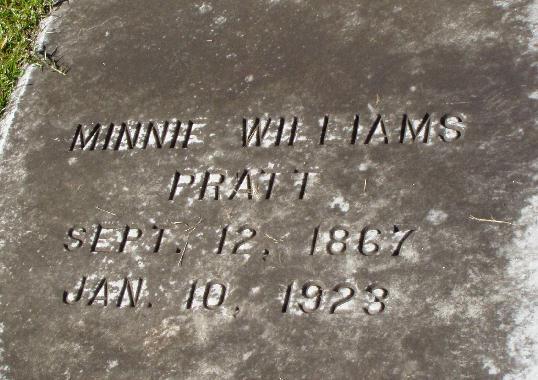 MINNIE WILLIAMS
PRATT
SEPT. 12, 1867
JAN. 10, 1923